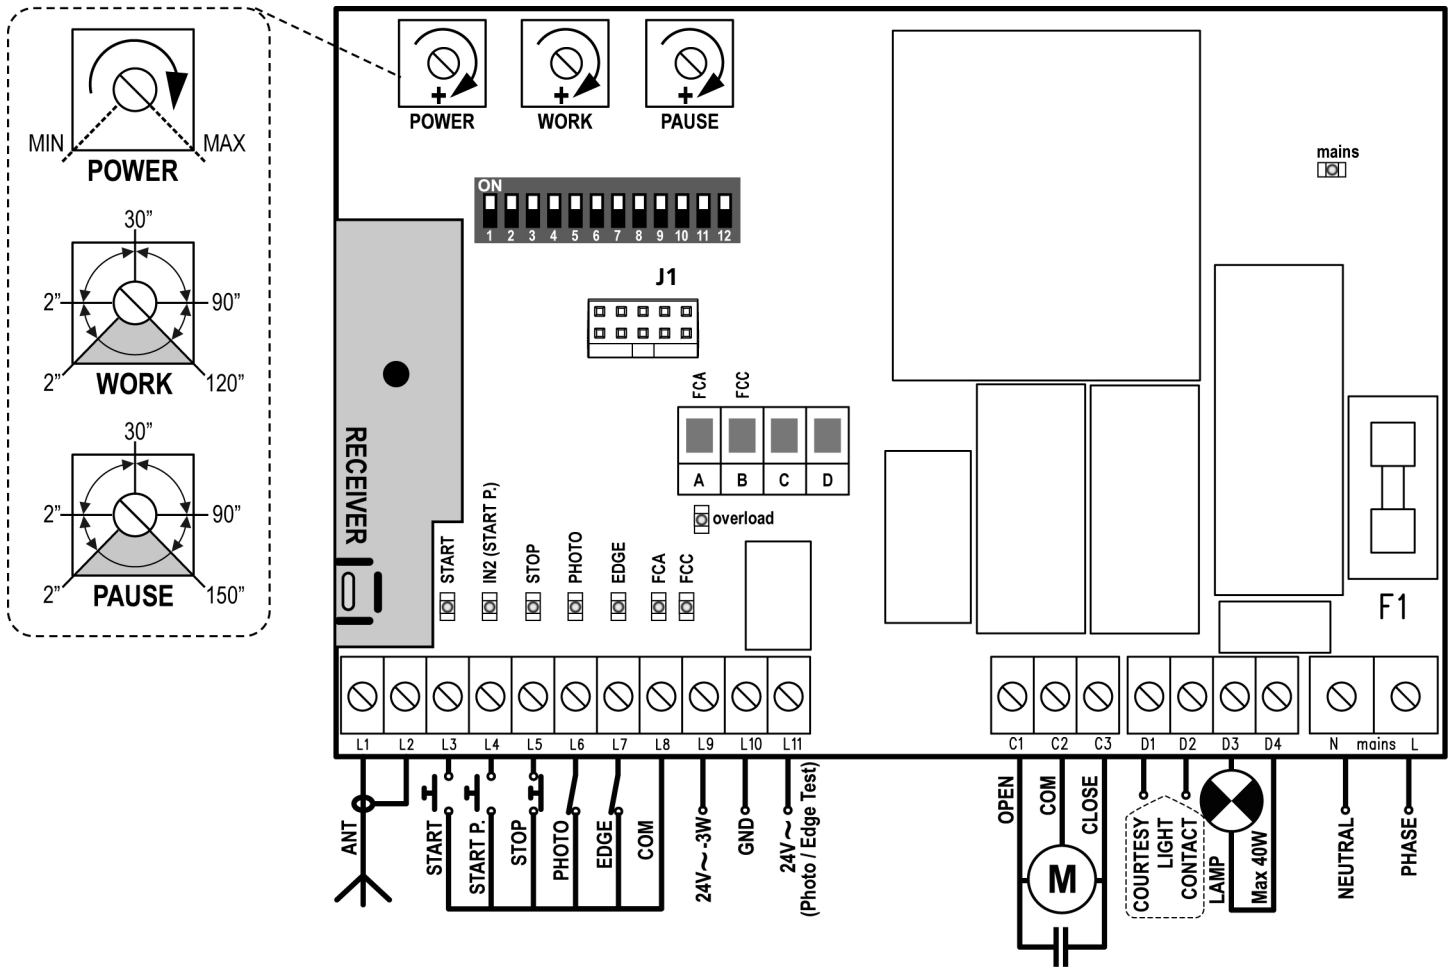 MIN
MAX
POWER
30”
2”
90”
2”
120”
WORK
30”
2”
90”
2”
150”
PAUSE
+
+
+
POWER
WORK
PAUSE
mains
ON
1 2 3 4 5 6 7 8 9 10 11 12
J1
FCA
FCC
A B C D
overload
RECEIVER
START
IN2 (START P.)
STOP
PHOTO
EDGE
FCA
FCC
F1
L1 L2 L3 L4 L5 L6 L7 L8 L9 L10 L11
C1 C2 C3
D1 D2 D3 D4
N mains L
ANT
START
START P.
STOP
PHOTO
EDGE
COM
24V~-3W
GND
24V~
(Photo / Edge Test)
OPEN
COM
CLOSE
M
COURTESY
LIGHT
CONTACT
LAMP
Max 40W
NEUTRAL
PHASE